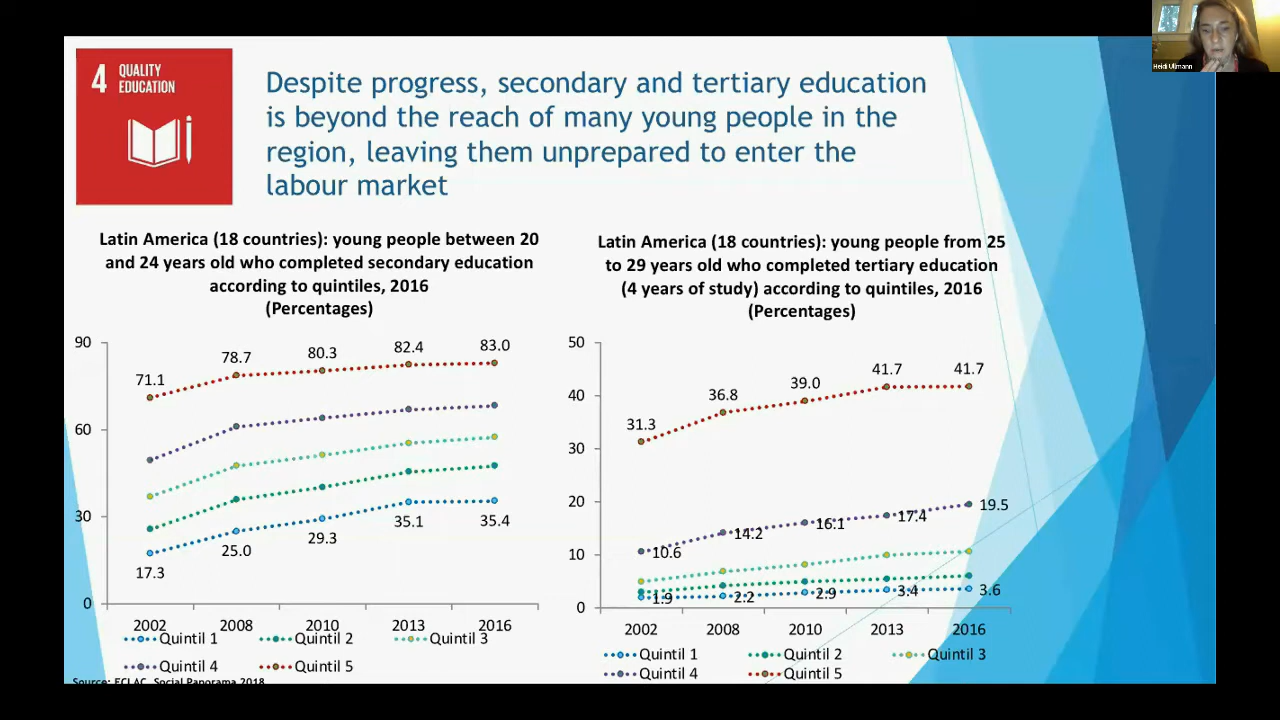 Heidi Ullmann
4 QUALITY
EDUCATION
Despite progress, secondary and tertiary education
is beyond the reach of many young people in the
region, leaving them unprepared to enter the
labour market
Latin America (18 countries): young people between 20
and 24 years old who completed secondary education
according to quintiles, 2016
(Percentages)
90
60
30
0
71.1
78.7
80.3
82.4
83.0
17.3
25.0
29.3
35.1
35.4
2002 2008 2010 2013 2016
Quintil 1 Quintil 2 Quintil 3
Quintil 4 Quintil 5
Source: ECLAC, Social Panorama 2018
Latin America (18 countries): young people from 25
to 29 years old who completed tertiary education
(4 years of study) according to quintiles, 2016
(Percentages)
50
40
30
20
10
0
31.3
36.8
39.0
41.7
41.7
10.6
14.2
16.1
17.4
19.5
1.9
2.2
2.9
3.4
3.6
2002 2008 2010 2013 2016
Quintil 1 Quintil 2 Quintil 3
Quintil 4 Quintil 5